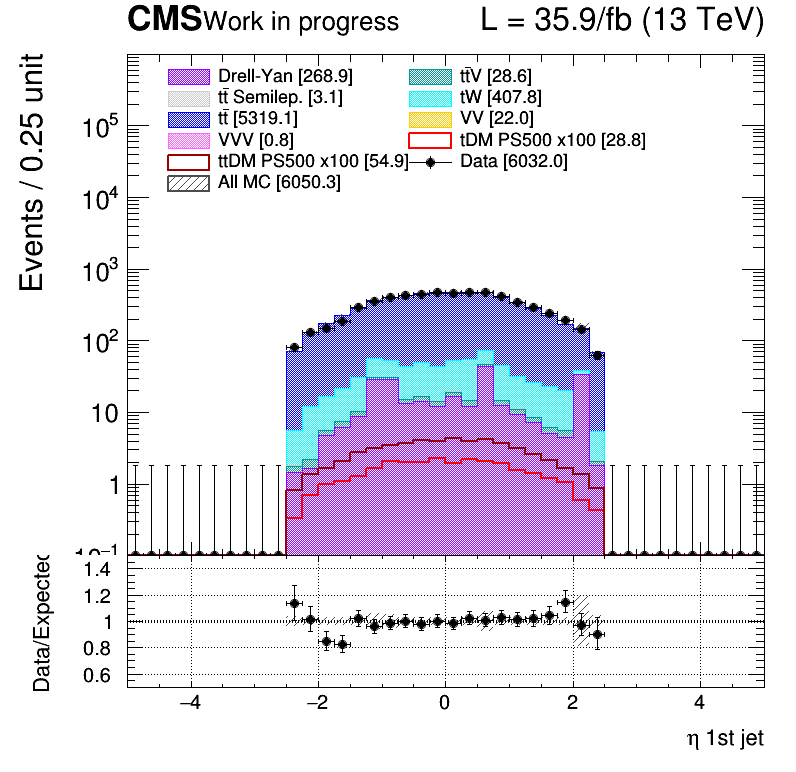 CMS Work in progress L = 35.9/fb (13 TeV)
Events / 0.25 unit
Drell-Yan [268.9] tt̄V [28.6]
tt̄ Semilep. [3.1] tW [407.8]
tt̄ [5319.1] VV [22.0]
VVV [0.8] tDM PS500 x100 [28.8]
ttDM PS500 x100 [54.9] Data [6032.0]
All MC [6050.3]
10⁵
10⁴
10³
10²
10
1
10⁻¹
Data/Expected
1.4
1.2
1
0.8
0.6
−4 −2 0 2 4
η 1st jet